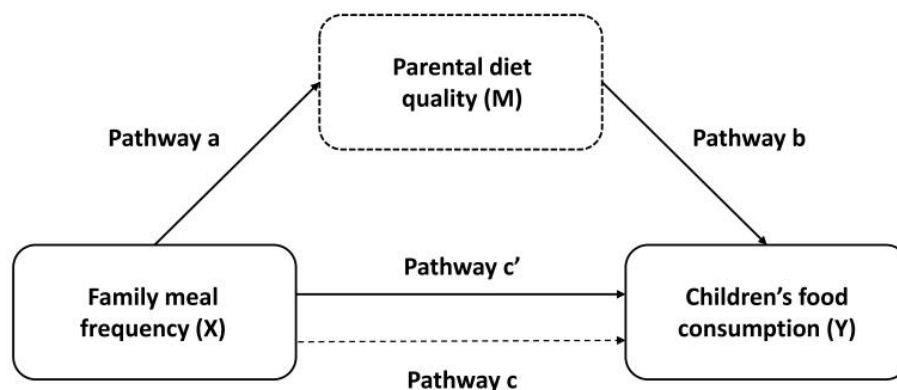 Parental diet
quality (M)
Pathway a
Pathway b
Pathway c’
Family meal
frequency (X)
Children’s food
consumption (Y)
Pathway c